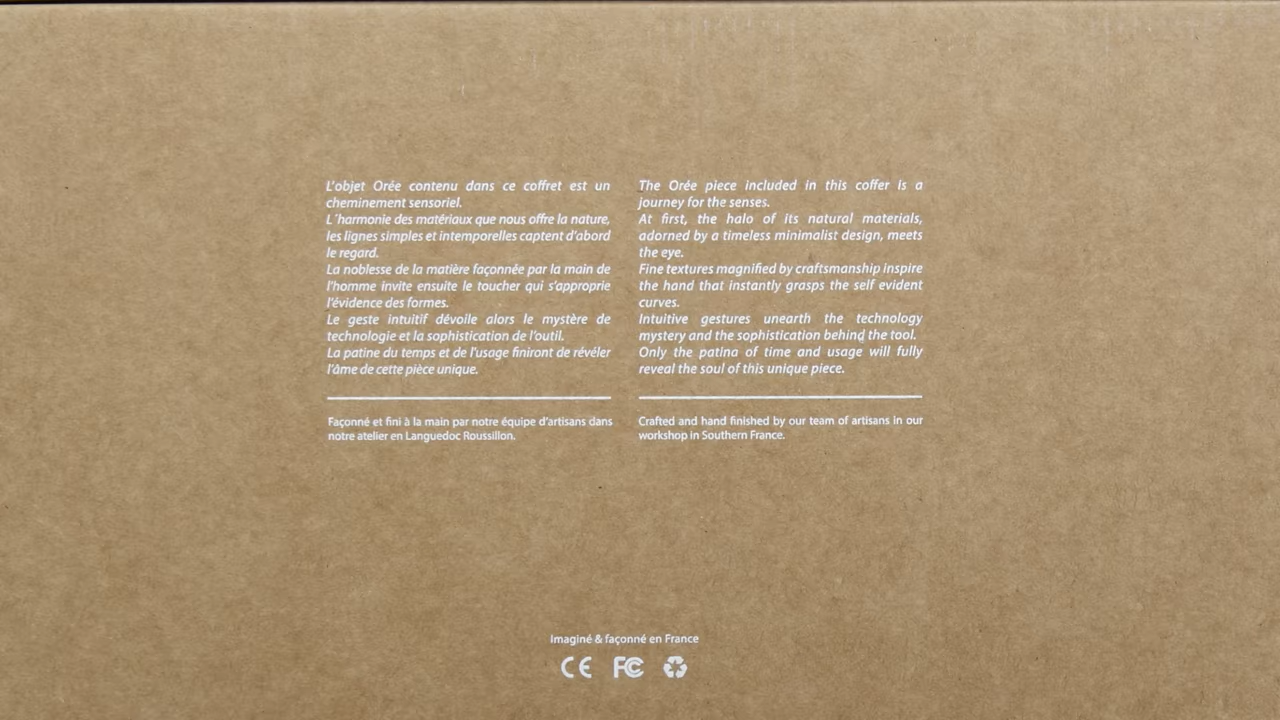 L'objet Orée contenu dans ce coffret est un
cheminement sensoriel.
L´harmonie des matériaux que nous offre la nature,
les lignes simples et intemporelles captent d'abord
le regard.
La noblesse de la matière façonnée par la main de
l'homme invite ensuite le toucher qui s'approprie
l'évidence des formes.
Le geste intuitif dévoile alors le mystère de
technologie et la sophistication de l'outil.
La patine du temps et de l'usage finiront de révéler
l'âme de cette pièce unique.
Façonné et fini à la main par notre équipe d'artisans dans
notre atelier en Languedoc Roussillon.
The Orée piece included in this coffer is a
journey for the senses.
At first, the halo of its natural materials,
adorned by a timeless minimalist design, meets
the eye.
Fine textures magnified by craftsmanship inspire
the hand that instantly grasps the self evident
curves.
Intuitive gestures unearth the technology
mystery and the sophistication behind the tool.
Only the patina of time and usage will fully
reveal the soul of this unique piece.
Crafted and hand finished by our team of artisans in our
workshop in Southern France.
Imaginé & façonné en France
CE FC